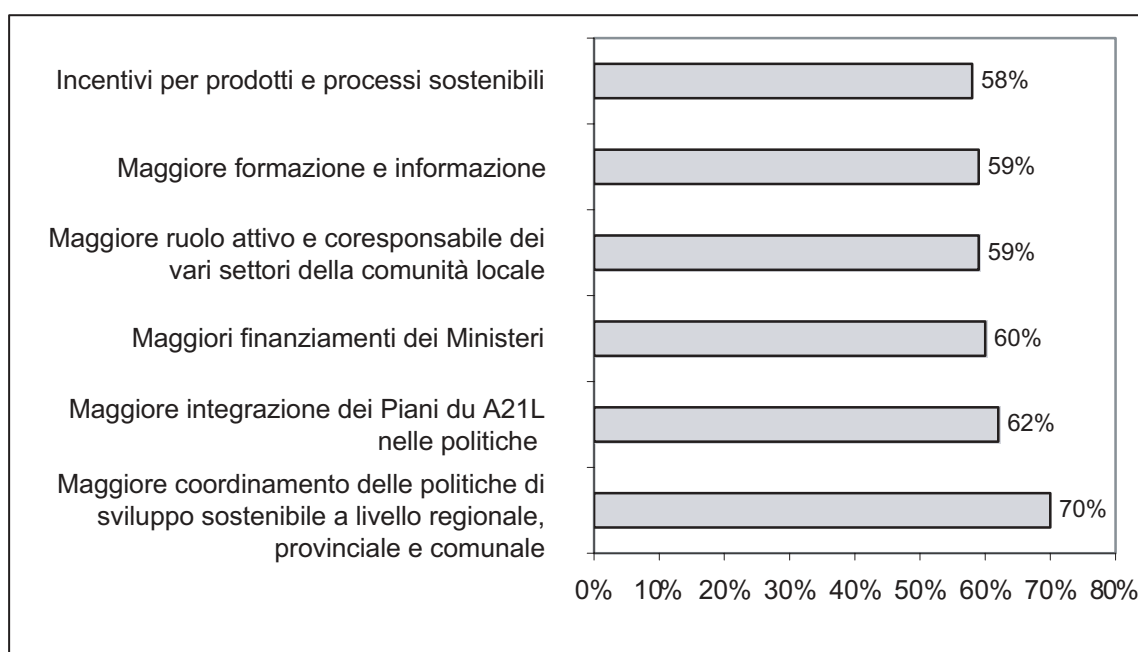 Incentivi per prodotti e processi sostenibili
58%
Maggiore formazione e informazione
59%
Maggiore ruolo attivo e coresponsabile dei
vari settori della comunità locale
59%
Maggiori finanziamenti dei Ministeri
60%
Maggiore integrazione dei Piani du A21L
nelle politiche
62%
Maggiore coordinamento delle politiche di
sviluppo sostenibile a livello regionale,
provinciale e comunale
70%
0% 10% 20% 30% 40% 50% 60% 70% 80%